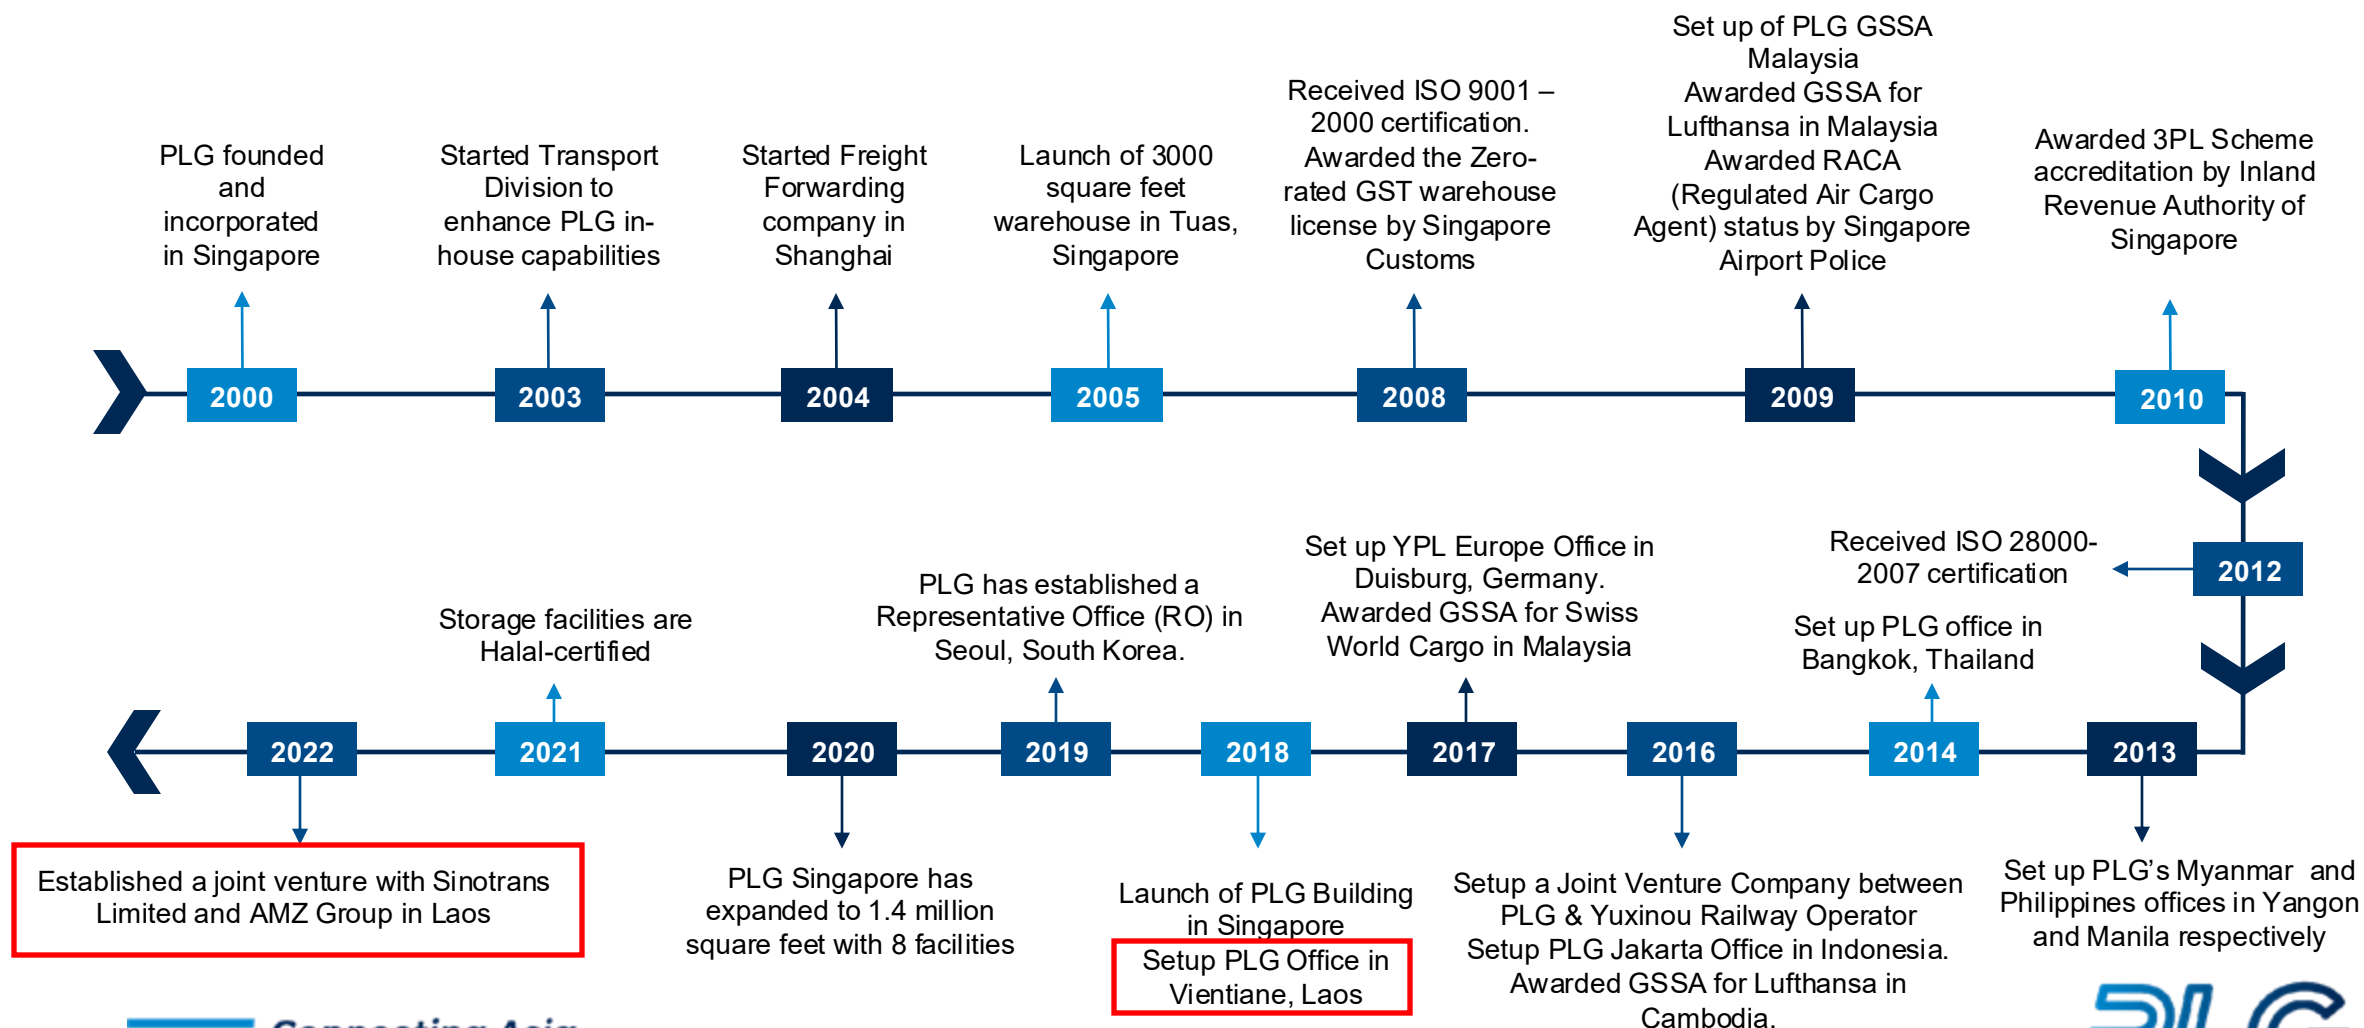 PLG founded
and
incorporated
in Singapore
2000
Started Transport
Division to
enhance PLG in-
house capabilities
2003
Started Freight
Forwarding
company in
Shanghai
2004
Launch of 3000
square feet
warehouse in Tuas,
Singapore
2005
Received ISO 9001 –
2000 certification.
Awarded the Zero-
rated GST warehouse
license by Singapore
Customs
2008
Set up of PLG GSSA
Malaysia
Awarded GSSA for
Lufthansa in Malaysia
Awarded RACA
(Regulated Air Cargo
Agent) status by Singapore
Airport Police
2009
Awarded 3PL Scheme
accreditation by Inland
Revenue Authority of
Singapore
2010
Received ISO 28000-
2007 certification
2012
2013
Set up PLG’s Myanmar and
Philippines offices in Yangon
and Manila respectively
Set up PLG office in
Bangkok, Thailand
2014
2016
Setup a Joint Venture Company between
PLG & Yuxinou Railway Operator
Setup PLG Jakarta Office in Indonesia.
Awarded GSSA for Lufthansa in
Cambodia.
Set up YPL Europe Office in
Duisburg, Germany.
Awarded GSSA for Swiss
World Cargo in Malaysia
2017
2018
Launch of PLG Building
in Singapore
Setup PLG Office in
Vientiane, Laos
PLG has established a
Representative Office (RO) in
Seoul, South Korea.
2019
2020
PLG Singapore has
expanded to 1.4 million
square feet with 8 facilities
Storage facilities are
Halal-certified
2021
2022
Established a joint venture with Sinotrans
Limited and AMZ Group in Laos
Connecting Asia
PLG